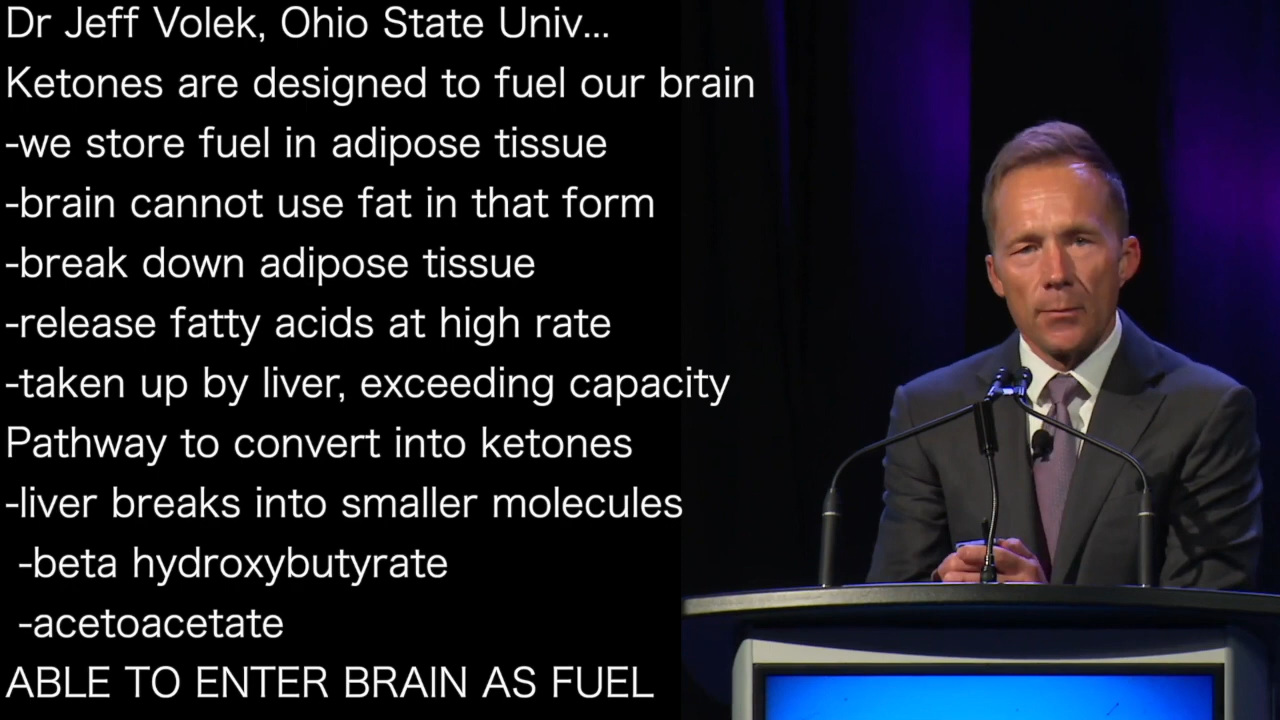 Dr Jeff Volek, Ohio State Univ...
Ketones are designed to fuel our brain
-we store fuel in adipose tissue
-brain cannot use fat in that form
-break down adipose tissue
-release fatty acids at high rate
-taken up by liver, exceeding capacity
Pathway to convert into ketones
-liver breaks into smaller molecules
-beta hydroxybutyrate
-acetoacetate
ABLE TO ENTER BRAIN AS FUEL